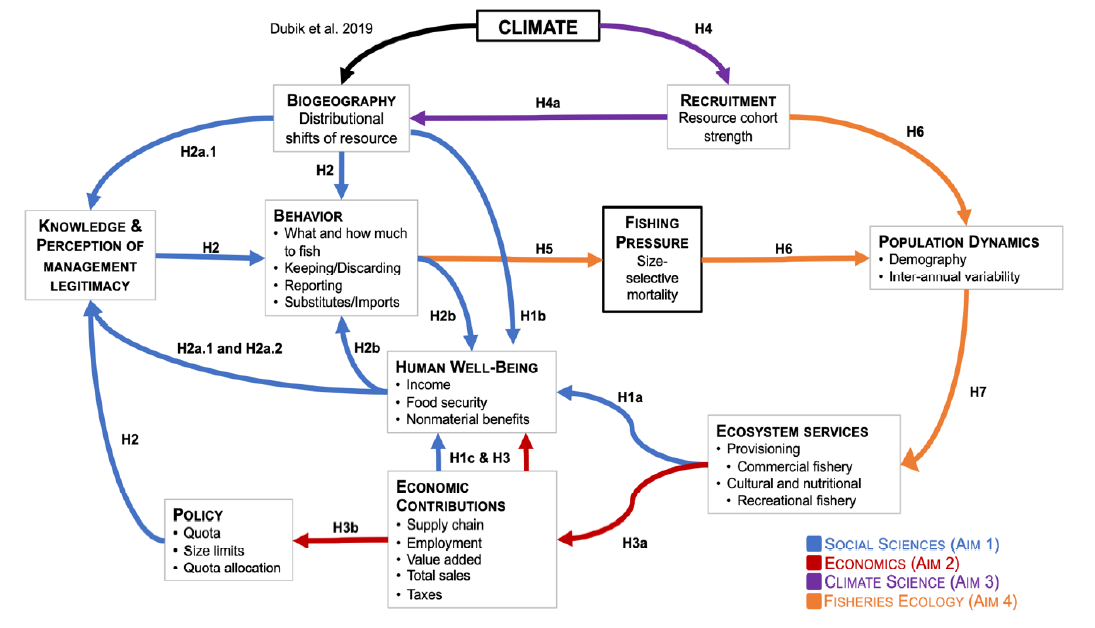 Dubik et al. 2019
CLIMATE
H4
BIOGEOGRAPHY
Distributional
shifts of resource
H4a
RECRUITMENT
Resource cohort
strength
H2a.1
H2
H6
KNOWLEDGE &
PERCEPTION OF
MANAGEMENT
LEGITIMACY
H2
BEHAVIOR
• What and how much
to fish
• Keeping/Discarding
• Reporting
• Substitutes/Imports
H5
FISHING
PRESSURE
Size-
selective
mortality
H6
POPULATION DYNAMICS
• Demography
• Inter-annual variability
H2b
H1b
H2a.1 and H2a.2
H2b
HUMAN WELL-BEING
• Income
• Food security
• Nonmaterial benefits
H1a
H7
H2
H1c & H3
ECOSYSTEM SERVICES
• Provisioning
• Commercial fishery
• Cultural and nutritional
• Recreational fishery
ECONOMIC
CONTRIBUTIONS
• Supply chain
• Employment
• Value added
• Total sales
• Taxes
POLICY
• Quota
• Size limits
• Quota allocation
H3b
H3a
SOCIAL SCIENCES (AIM 1)
ECONOMICS (AIM 2)
CLIMATE SCIENCE (AIM 3)
FISHERIES ECOLOGY (AIM 4)